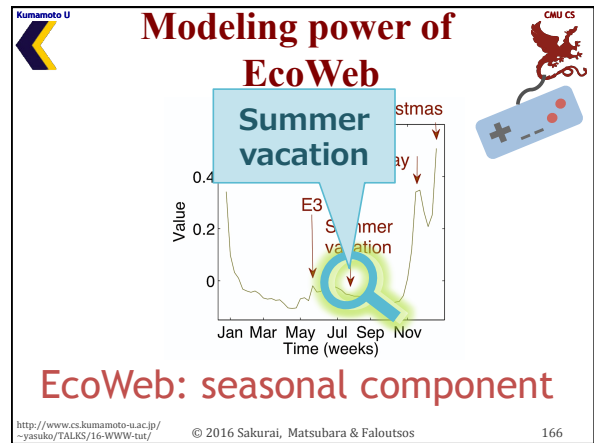 Kumamoto U
CMU CS
Modeling power of
EcoWeb
Summer
vacation
stmas
ay
0.4
0.2
0
Value
E3
Summer
vacation
Jan Mar May Jul Sep Nov
Time (weeks)
EcoWeb: seasonal component
http://www.cs.kumamoto-u.ac.jp/
~yasuko/TALKS/16-WWW-tut/
© 2016 Sakurai, Matsubara & Faloutsos
166